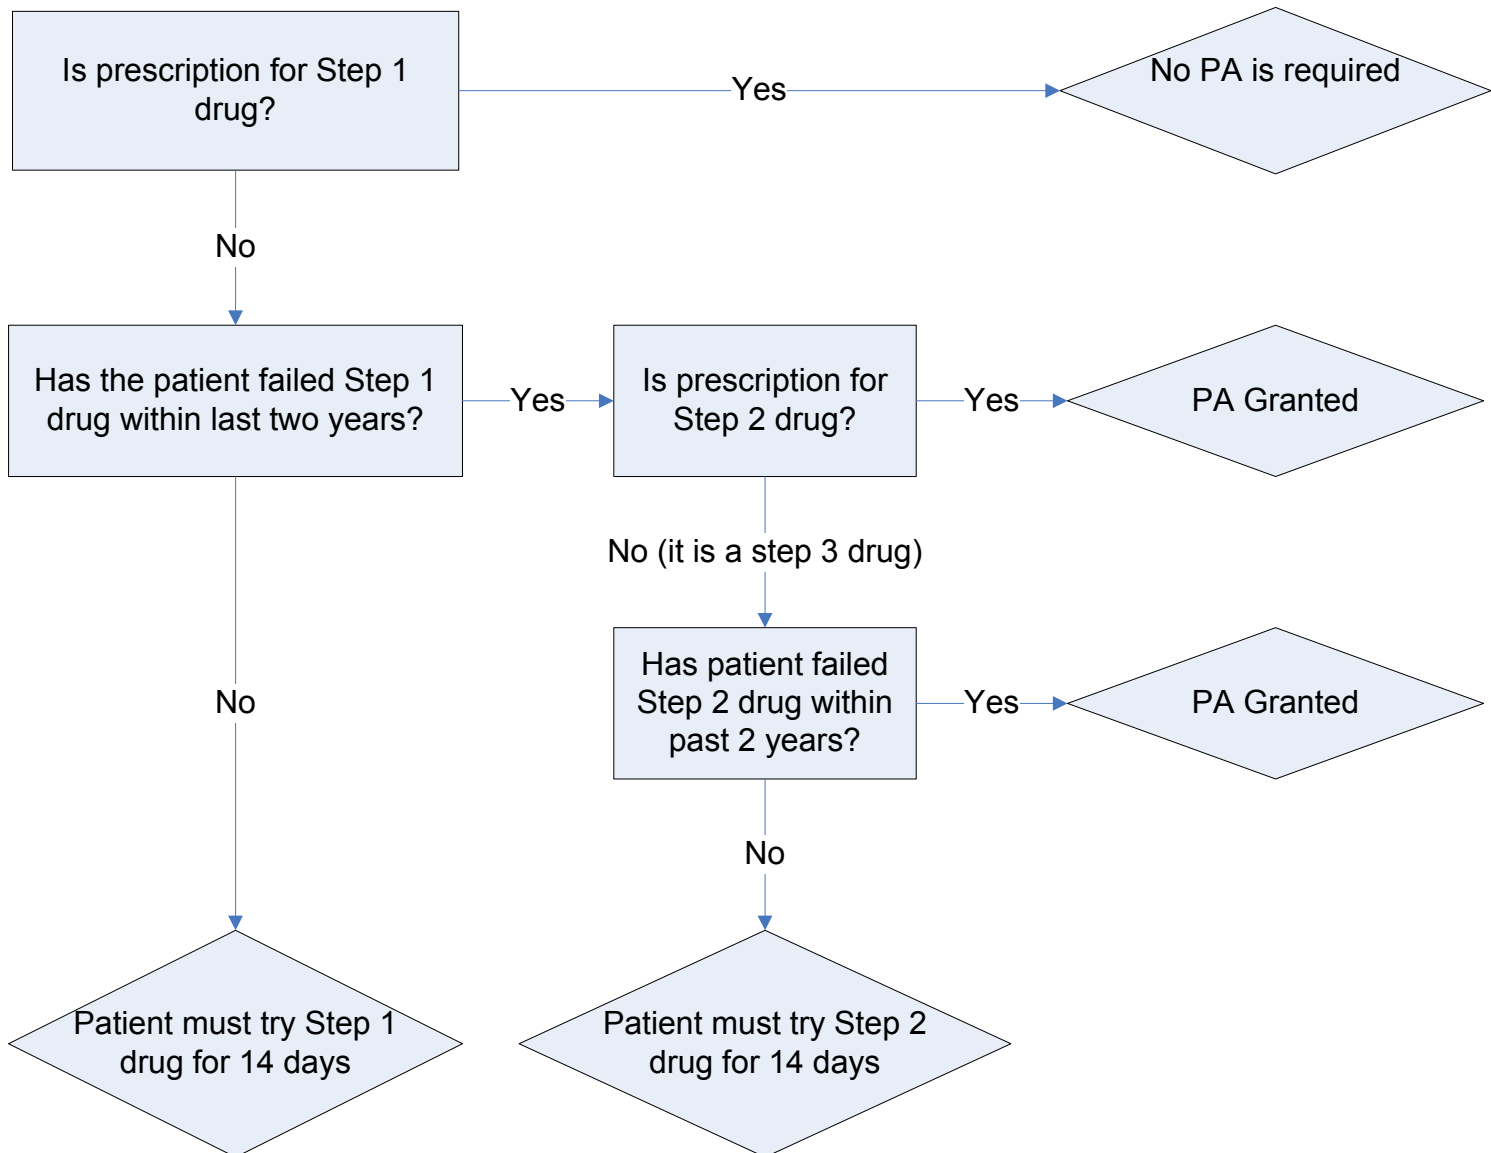 Is prescription for Step 1
drug?
Yes
No PA is required
No
Has the patient failed Step 1
drug within last two years?
Yes
Is prescription for
Step 2 drug?
Yes
PA Granted
No (it is a step 3 drug)
Has patient failed
Step 2 drug within
past 2 years?
Yes
PA Granted
No
No
Patient must try Step 1
drug for 14 days
Patient must try Step 2
drug for 14 days